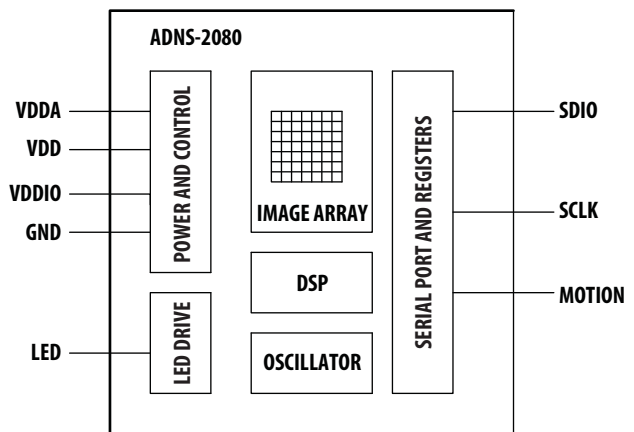 ADNS-2080
VDDA
VDD
VDDIO
GND
LED
POWER AND CONTROL
LED DRIVE
IMAGE ARRAY
DSP
OSCILLATOR
SERIAL PORT AND REGISTERS
SDIO
SCLK
MOTION